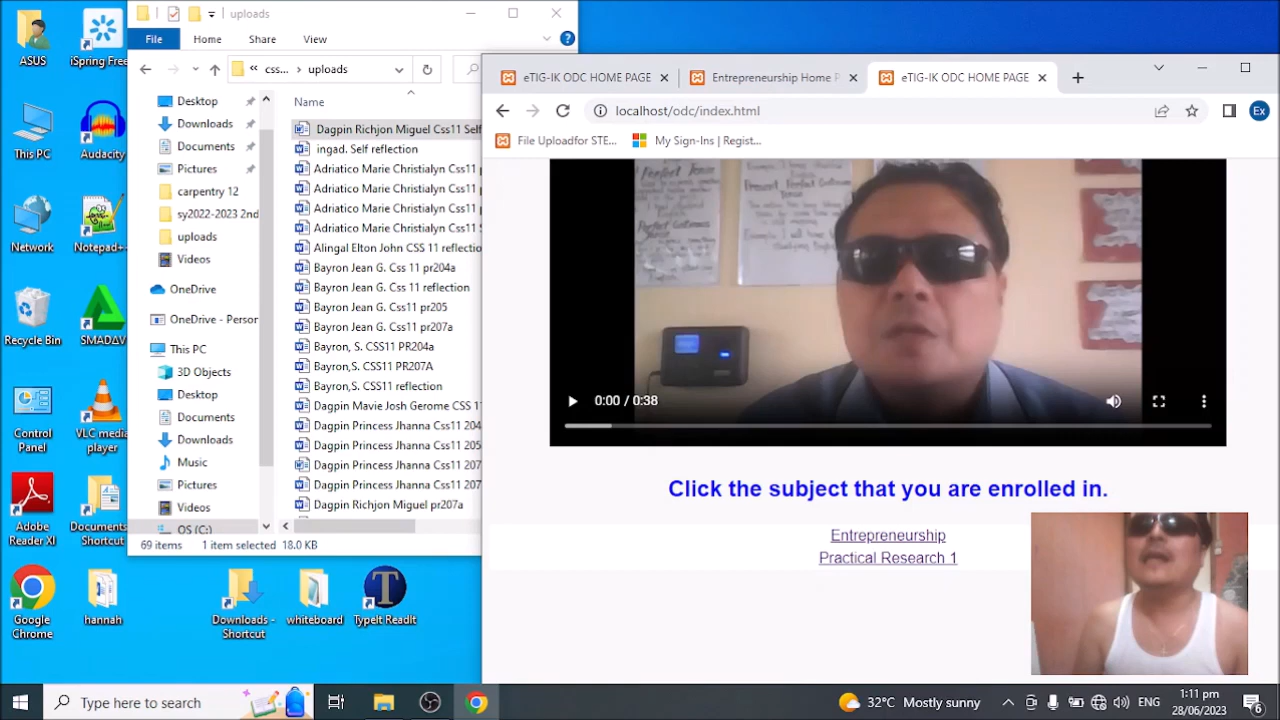 ASUS
iSpring Free
This PC
Audacity
Network
Notepad+-
Recycle Bin
SMADΔV
Control Panel
VLC media player
Adobe Reader XI
Documents Shortcut
Google Chrome
hannah
Downloads - Shortcut
whiteboard
TypeIt ReadIt
uploads
File
Home
Share
View
css...
uploads
Desktop
Downloads
Documents
Pictures
carpentry 12
sy2022-2023 2nd
uploads
Videos
OneDrive
OneDrive - Person
This PC
3D Objects
Desktop
Documents
Downloads
Music
Pictures
Videos
OS (C:)
Name
Dagpin Richjon Miguel Css11 Self
ingad. Self reflection
Adriatico Marie Christialyn Css11 p
Adriatico Marie Christialyn Css11 p
Adriatico Marie Christialyn Css11 p
Adriatico Marie Christialyn Css11 p
Alingal Elton John CSS 11 reflection
Bayron Jean G. Css 11 pr204a
Bayron Jean G. Css 11 reflection
Bayron Jean G. Css11 pr205
Bayron Jean G. Css11 pr207a
Bayron, S. CSS11 PR204a
Bayron, S. CSS11 PR207A
Bayron,S. CSS11 reflection
Dagpin Mavie Josh Gerome CSS 11
Dagpin Princess Jhanna Css11 204
Dagpin Princess Jhanna Css11 205
Dagpin Princess Jhanna Css11 207
Dagpin Princess Jhanna Css11 207
Dagpin Richjon Miguel pr207a
69 items
1 item selected 18.0 KB
eTIG-IK ODC HOME PAGE
Entrepreneurship Home P
eTIG-IK ODC HOME PAGE
localhost/odc/index.html
Ex
File Uploadfor STE...
My Sign-Ins | Regist...
Perfect Tense
0:00 / 0:38
Click the subject that you are enrolled in.
Entrepreneurship
Practical Research 1
Type here to search
32°C Mostly sunny
ENG
1:11 pm
28/06/2023
6